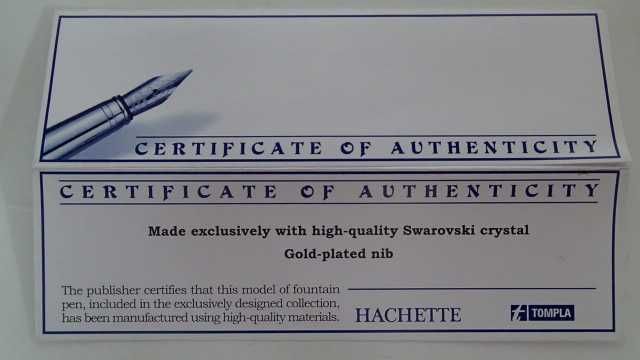 CERTIFICATE OF AUTHENTICITY
CERTIFICATE OF AUTHENTICITY
Made exclusively with high-quality Swarovski crystal
Gold-plated nib
The publisher certifies that this model of fountain
pen, included in the exclusively designed collection,
has been manufactured using high-quality materials.
HACHETTE
TOMPLA